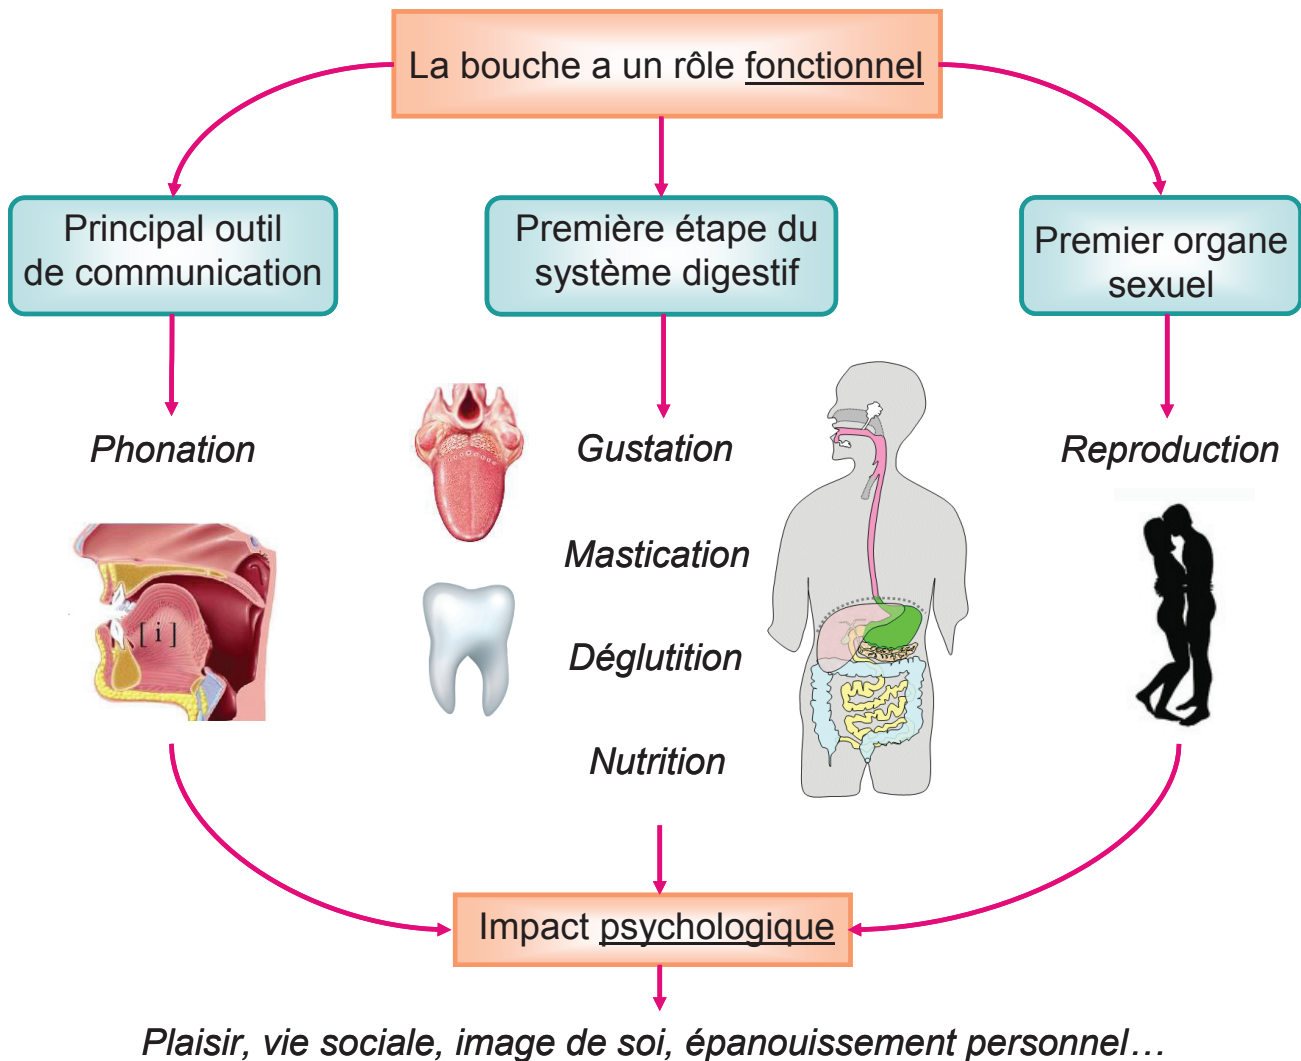 La bouche a un rôle fonctionnel
Principal outil
de communication
Première étape du
système digestif
Premier organe
sexuel
Phonation
Gustation
Reproduction
Mastication
[ i ]
Déglutition
Nutrition
Impact psychologique
Plaisir, vie sociale, image de soi, épanouissement personnel…